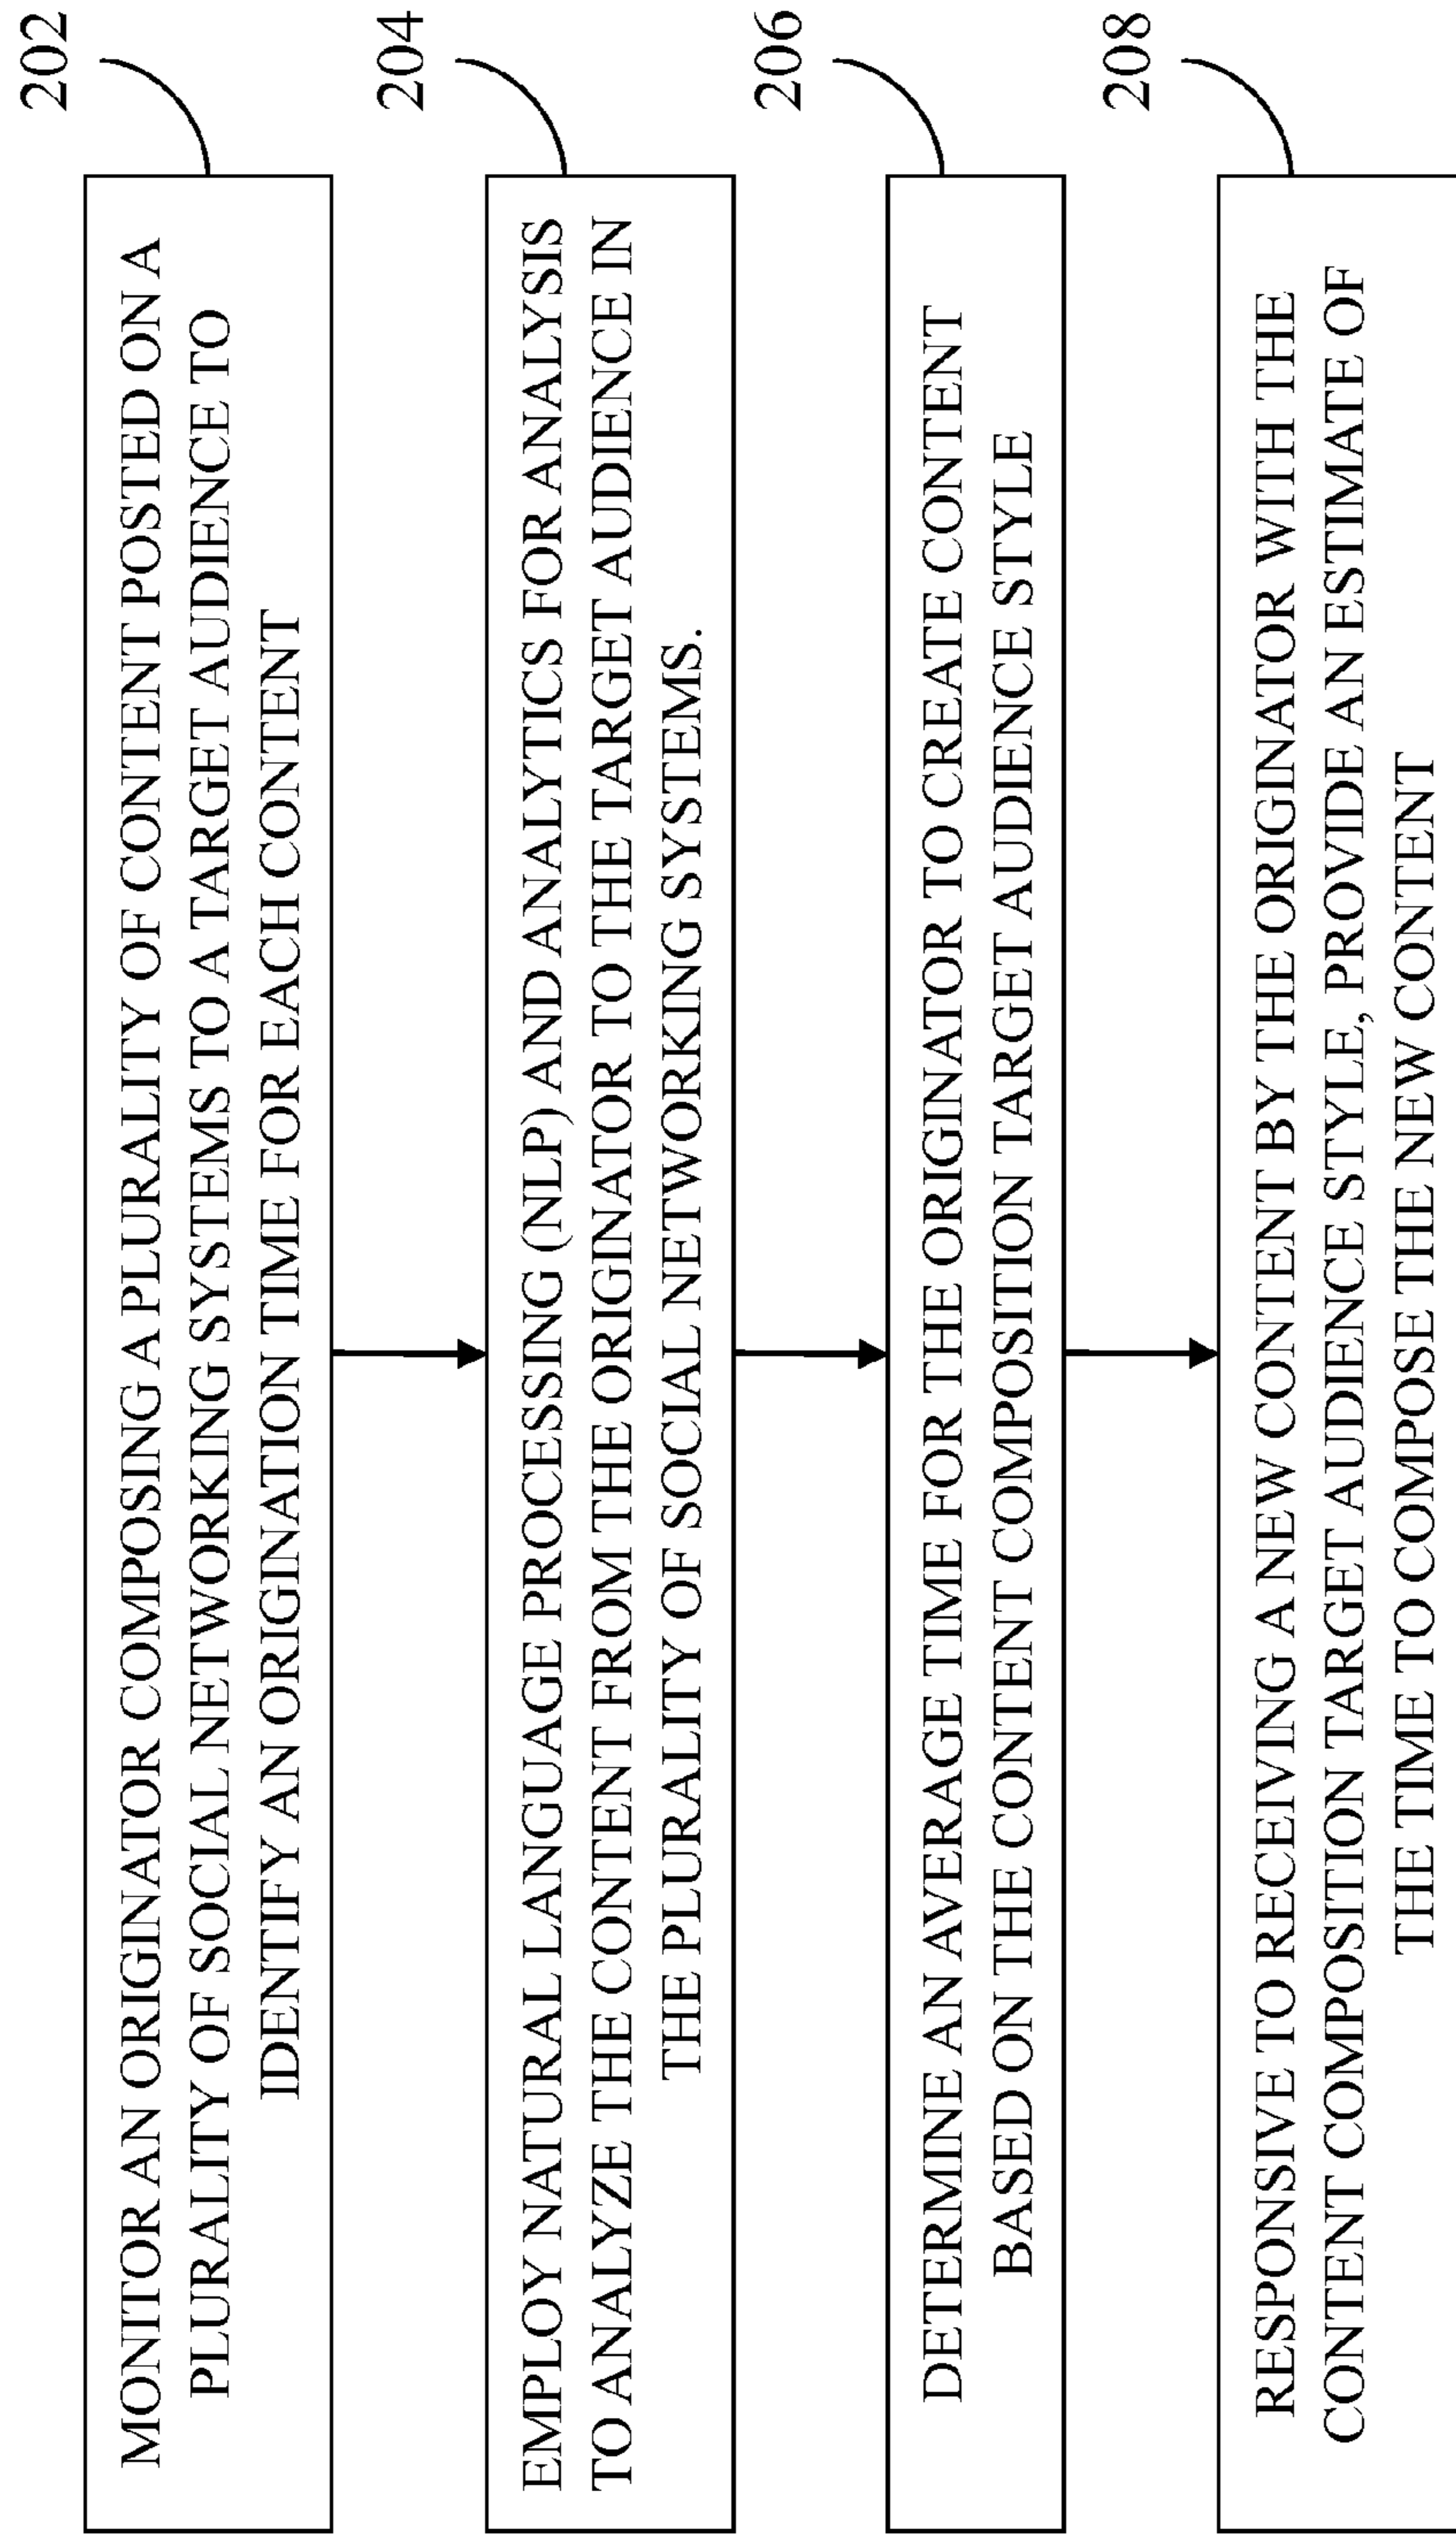 202
MONITOR AN ORIGINATOR COMPOSING A PLURALITY OF CONTENT POSTED ON A
PLURALITY OF SOCIAL NETWORKING SYSTEMS TO A TARGET AUDIENCE TO
IDENTIFY AN ORIGINATION TIME FOR EACH CONTENT
204
EMPLOY NATURAL LANGUAGE PROCESSING (NLP) AND ANALYTICS FOR ANALYSIS
TO ANALYZE THE CONTENT FROM THE ORIGINATOR TO THE TARGET AUDIENCE IN
THE PLURALITY OF SOCIAL NETWORKING SYSTEMS.
206
DETERMINE AN AVERAGE TIME FOR THE ORIGINATOR TO CREATE CONTENT
BASED ON THE CONTENT COMPOSITION TARGET AUDIENCE STYLE
208
RESPONSIVE TO RECEIVING A NEW CONTENT BY THE ORIGINATOR WITH THE
CONTENT COMPOSITION TARGET AUDIENCE STYLE, PROVIDE AN ESTIMATE OF
THE TIME TO COMPOSE THE NEW CONTENT